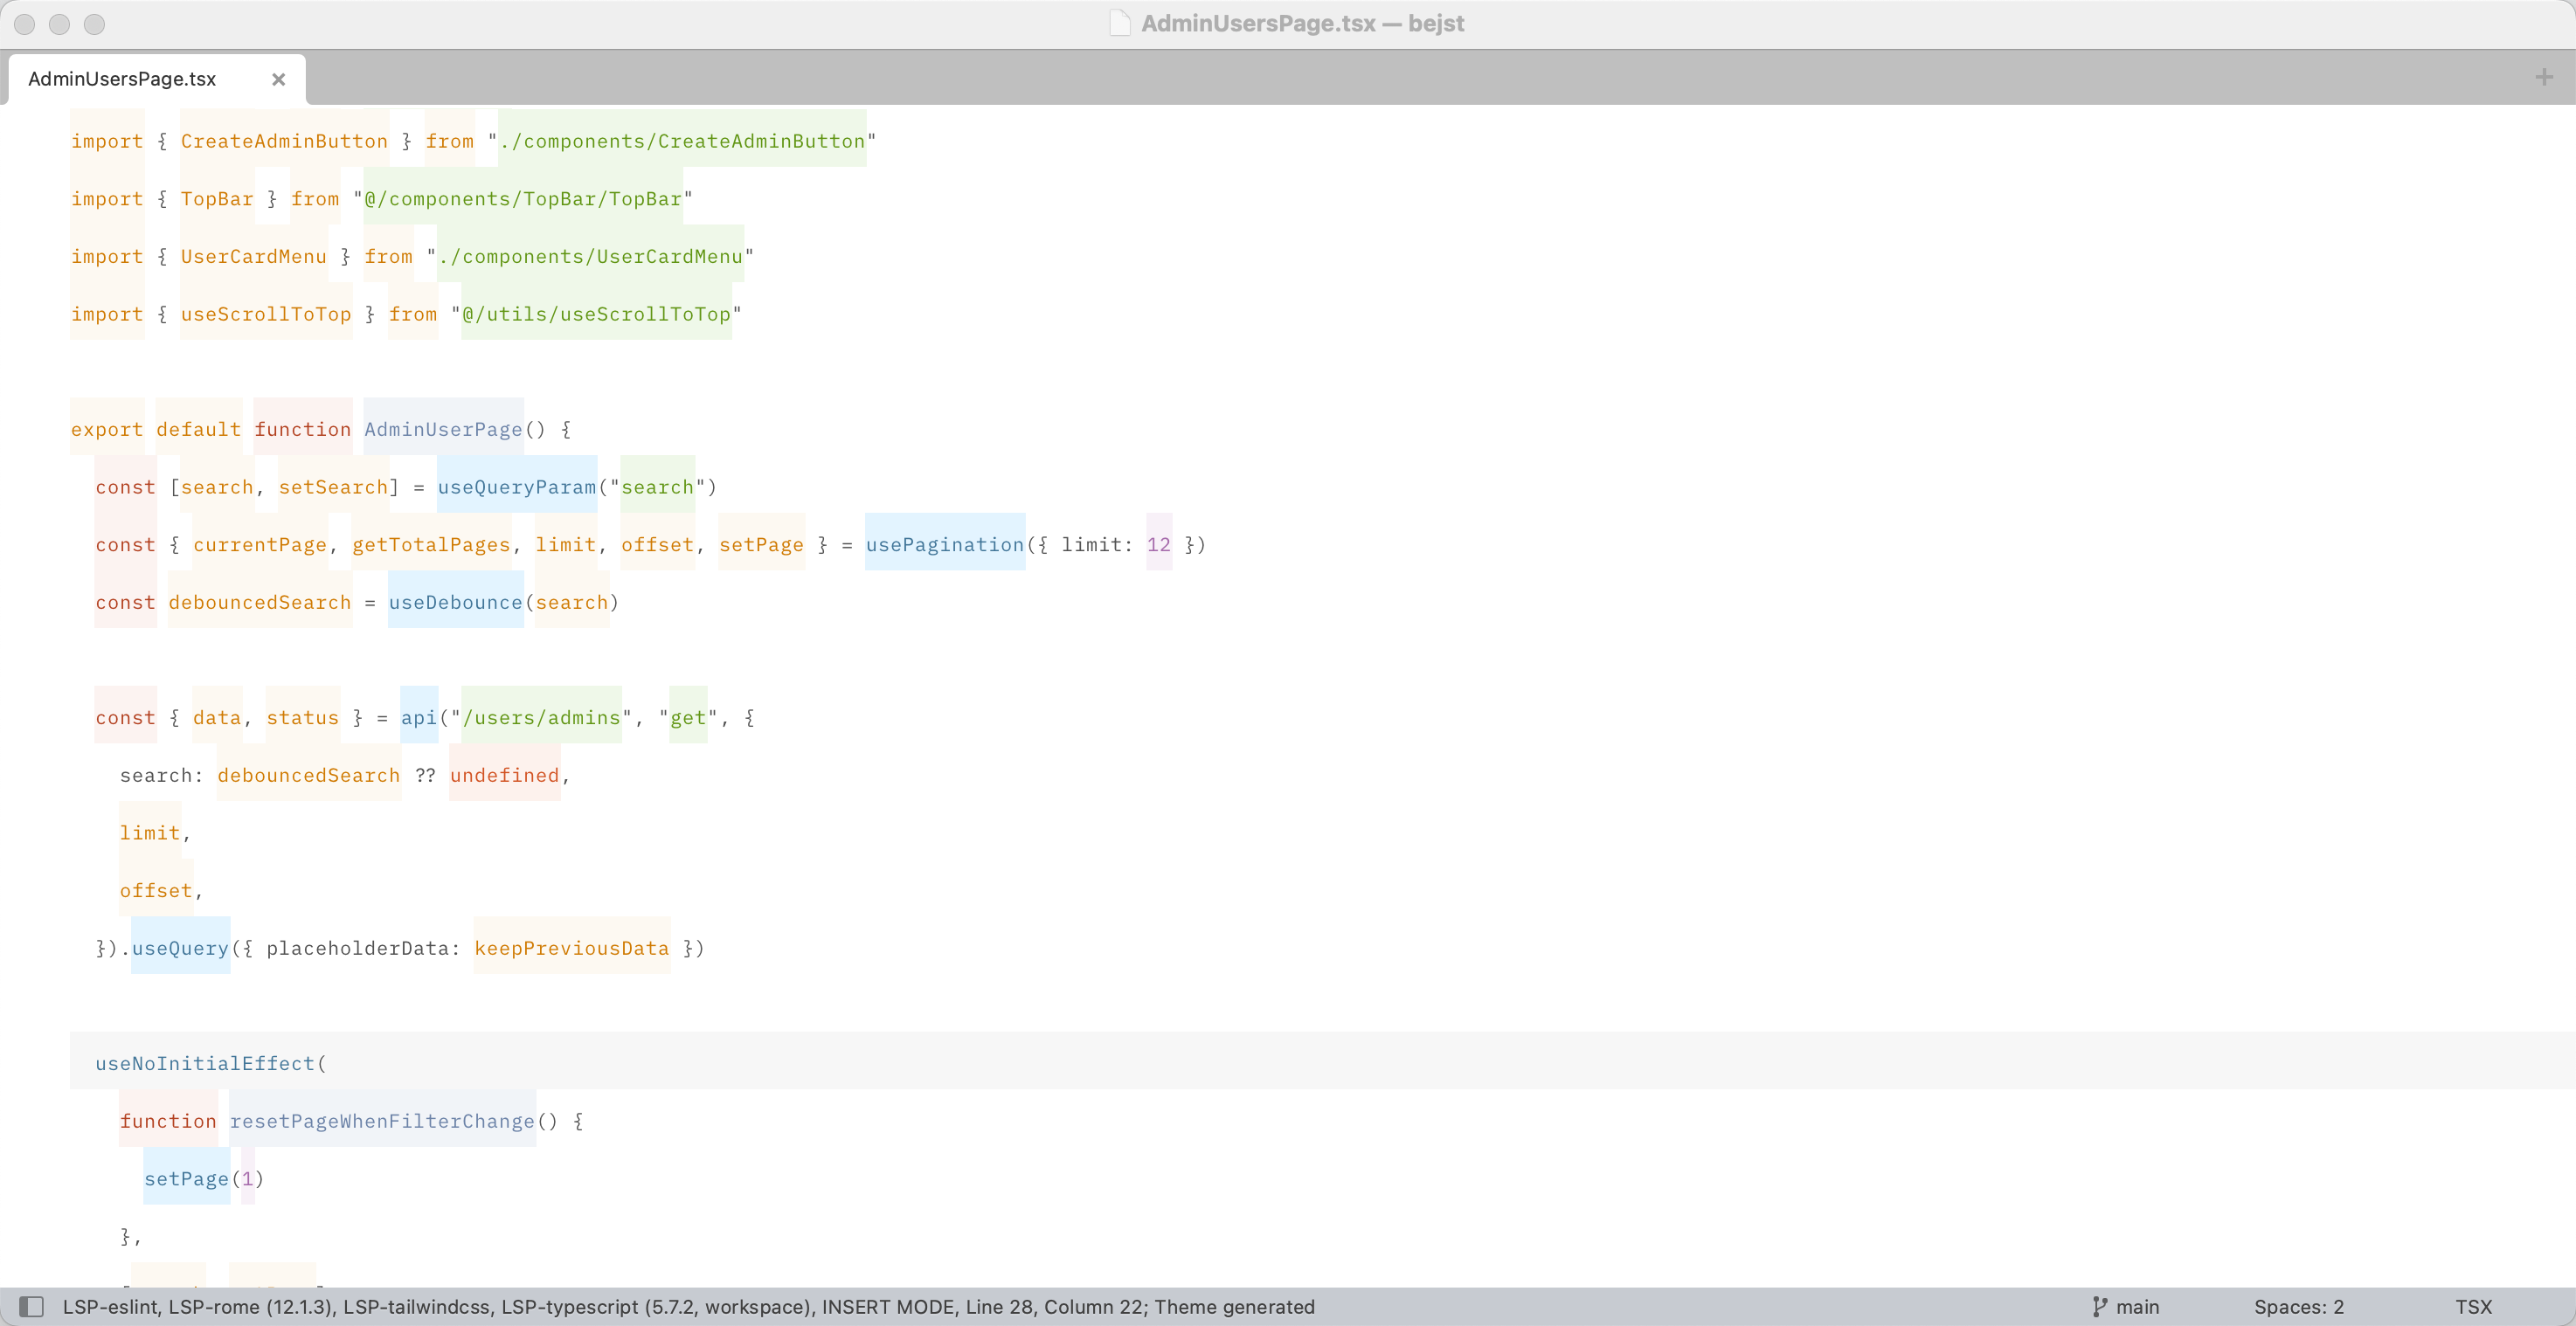 AdminUsersPage.tsx — bejst
AdminUsersPage.tsx
import { CreateAdminButton } from "./components/CreateAdminButton"
import { TopBar } from "@/components/TopBar/TopBar"
import { UserCardMenu } from "./components/UserCardMenu"
import { useScrollToTop } from "@/utils/useScrollToTop"
export default function AdminUserPage() {
const [search, setSearch] = useQueryParam("search")
const { currentPage, getTotalPages, limit, offset, setPage } = usePagination({ limit: 12 })
const debouncedSearch = useDebounce(search)
const { data, status } = api("/users/admins", "get", {
search: debouncedSearch ?? undefined,
limit,
offset,
}).useQuery({ placeholderData: keepPreviousData })
useNoInitialEffect(
function resetPageWhenFilterChange() {
setPage(1)
},
LSP-eslint, LSP-rome (12.1.3), LSP-tailwindcss, LSP-typescript (5.7.2, workspace), INSERT MODE, Line 28, Column 22; Theme generated
main
Spaces: 2
TSX